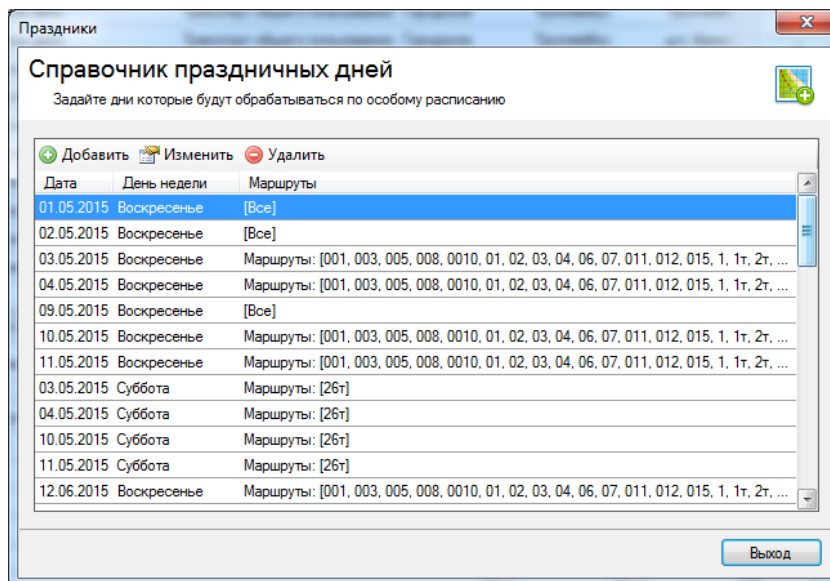 Праздники
Справочник праздничных дней
Задайте дни которые будут обрабатываться по особому расписанию
Добавить Изменить Удалить
Дата День недели Маршруты
01.05.2015 Воскресенье [Все]
02.05.2015 Воскресенье [Все]
03.05.2015 Воскресенье Маршруты: [001, 003, 005, 008, 0010, 01, 02, 03, 04, 06, 07, 011, 012, 015, 1, 1т, 2т, ...
04.05.2015 Воскресенье Маршруты: [001, 003, 005, 008, 0010, 01, 02, 03, 04, 06, 07, 011, 012, 015, 1, 1т, 2т, ...
09.05.2015 Воскресенье [Все]
10.05.2015 Воскресенье Маршруты: [001, 003, 005, 008, 0010, 01, 02, 03, 04, 06, 07, 011, 012, 015, 1, 1т, 2т, ...
11.05.2015 Воскресенье Маршруты: [001, 003, 005, 008, 0010, 01, 02, 03, 04, 06, 07, 011, 012, 015, 1, 1т, 2т, ...
03.05.2015 Суббота Маршруты: [26т]
04.05.2015 Суббота Маршруты: [26т]
10.05.2015 Суббота Маршруты: [26т]
11.05.2015 Суббота Маршруты: [26т]
12.06.2015 Воскресенье Маршруты: [001, 003, 005, 008, 0010, 01, 02, 03, 04, 06, 07, 011, 012, 015, 1, 1т, 2т, ...
Выход